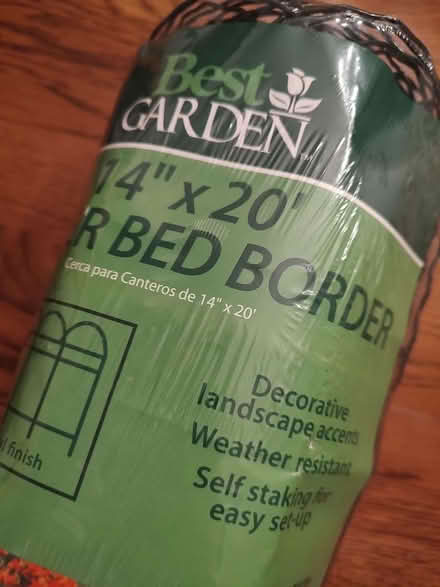 Best
GARDEN™
14" x 20'
R BED BORDER
Cerca para Canteros de 14" x 20'
Decorative
landscape accents
Weather resistant
Self staking for
easy set-up
finish